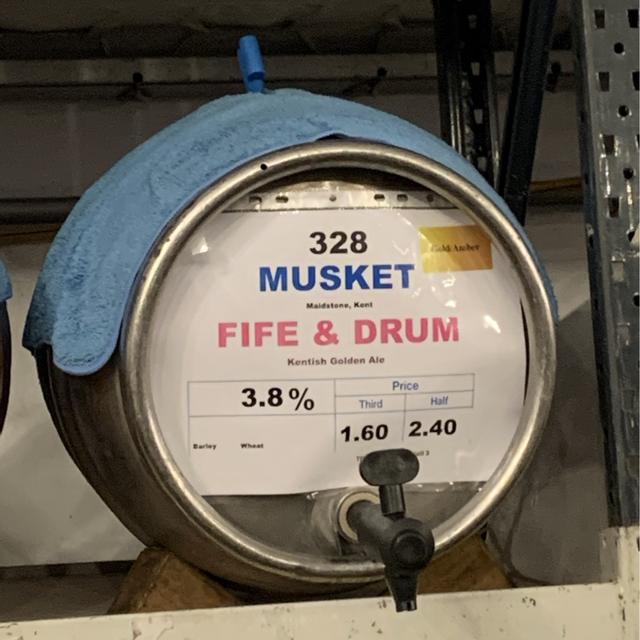 328
Gold/Amber
MUSKET
Maidstone, Kent
FIFE & DRUM
Kentish Golden Ale
3.8%
Price
Third Half
1.60 2.40
Barley Wheat
3